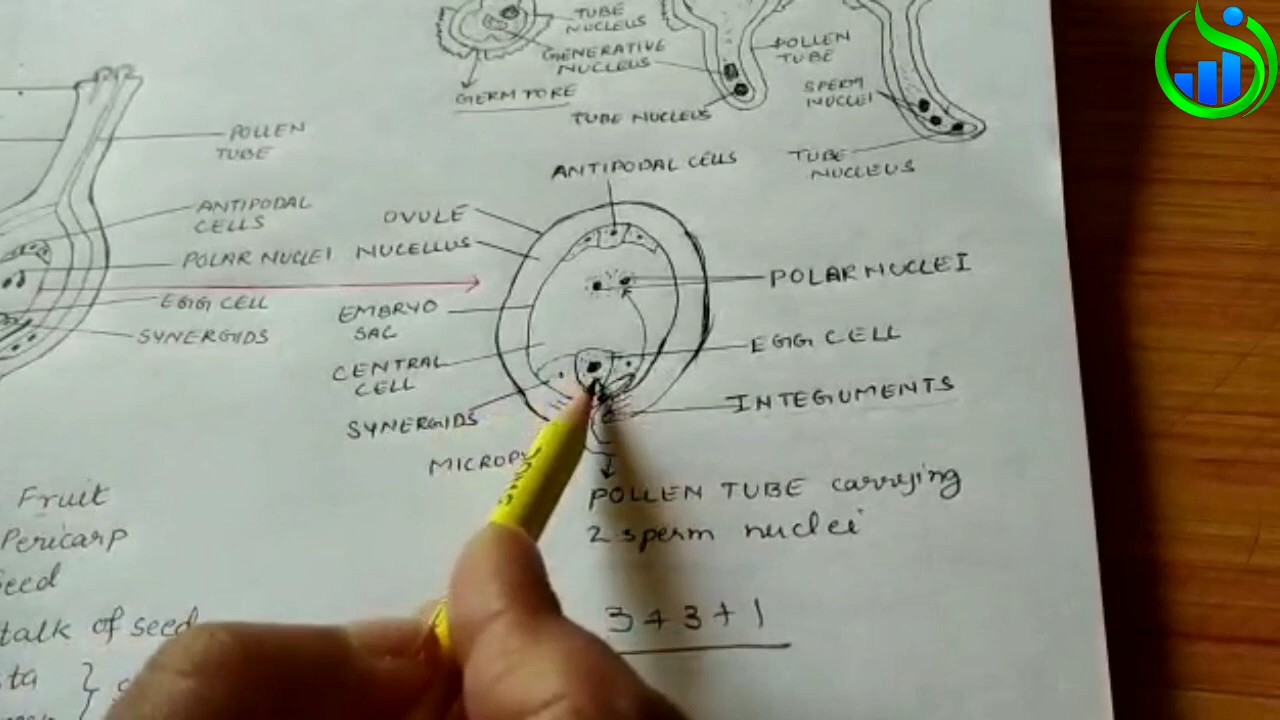 TUBE
NUCLEUS
GENERATIVE
NUCLEUS
GERM PORE
TUBE NUCLEUS
POLLEN
TUBE
SPERM
NUCLEI
TUBE
NUCLEUS
POLLEN
TUBE
ANTIPODAL
CELLS
POLAR NUCLEI
EGG CELL
SYNERGIDS
ANTIPODAL CELLS
OVULE
NUCELLUS
EMBRYO
SAC
CENTRAL
CELL
SYNERGIDS
POLAR NUCLEI
EGG CELL
INTEGUMENTS
POLLEN TUBE carrying
2 sperm nuclei
3 + 3 + 1
Fruit
Pericarp
of seed